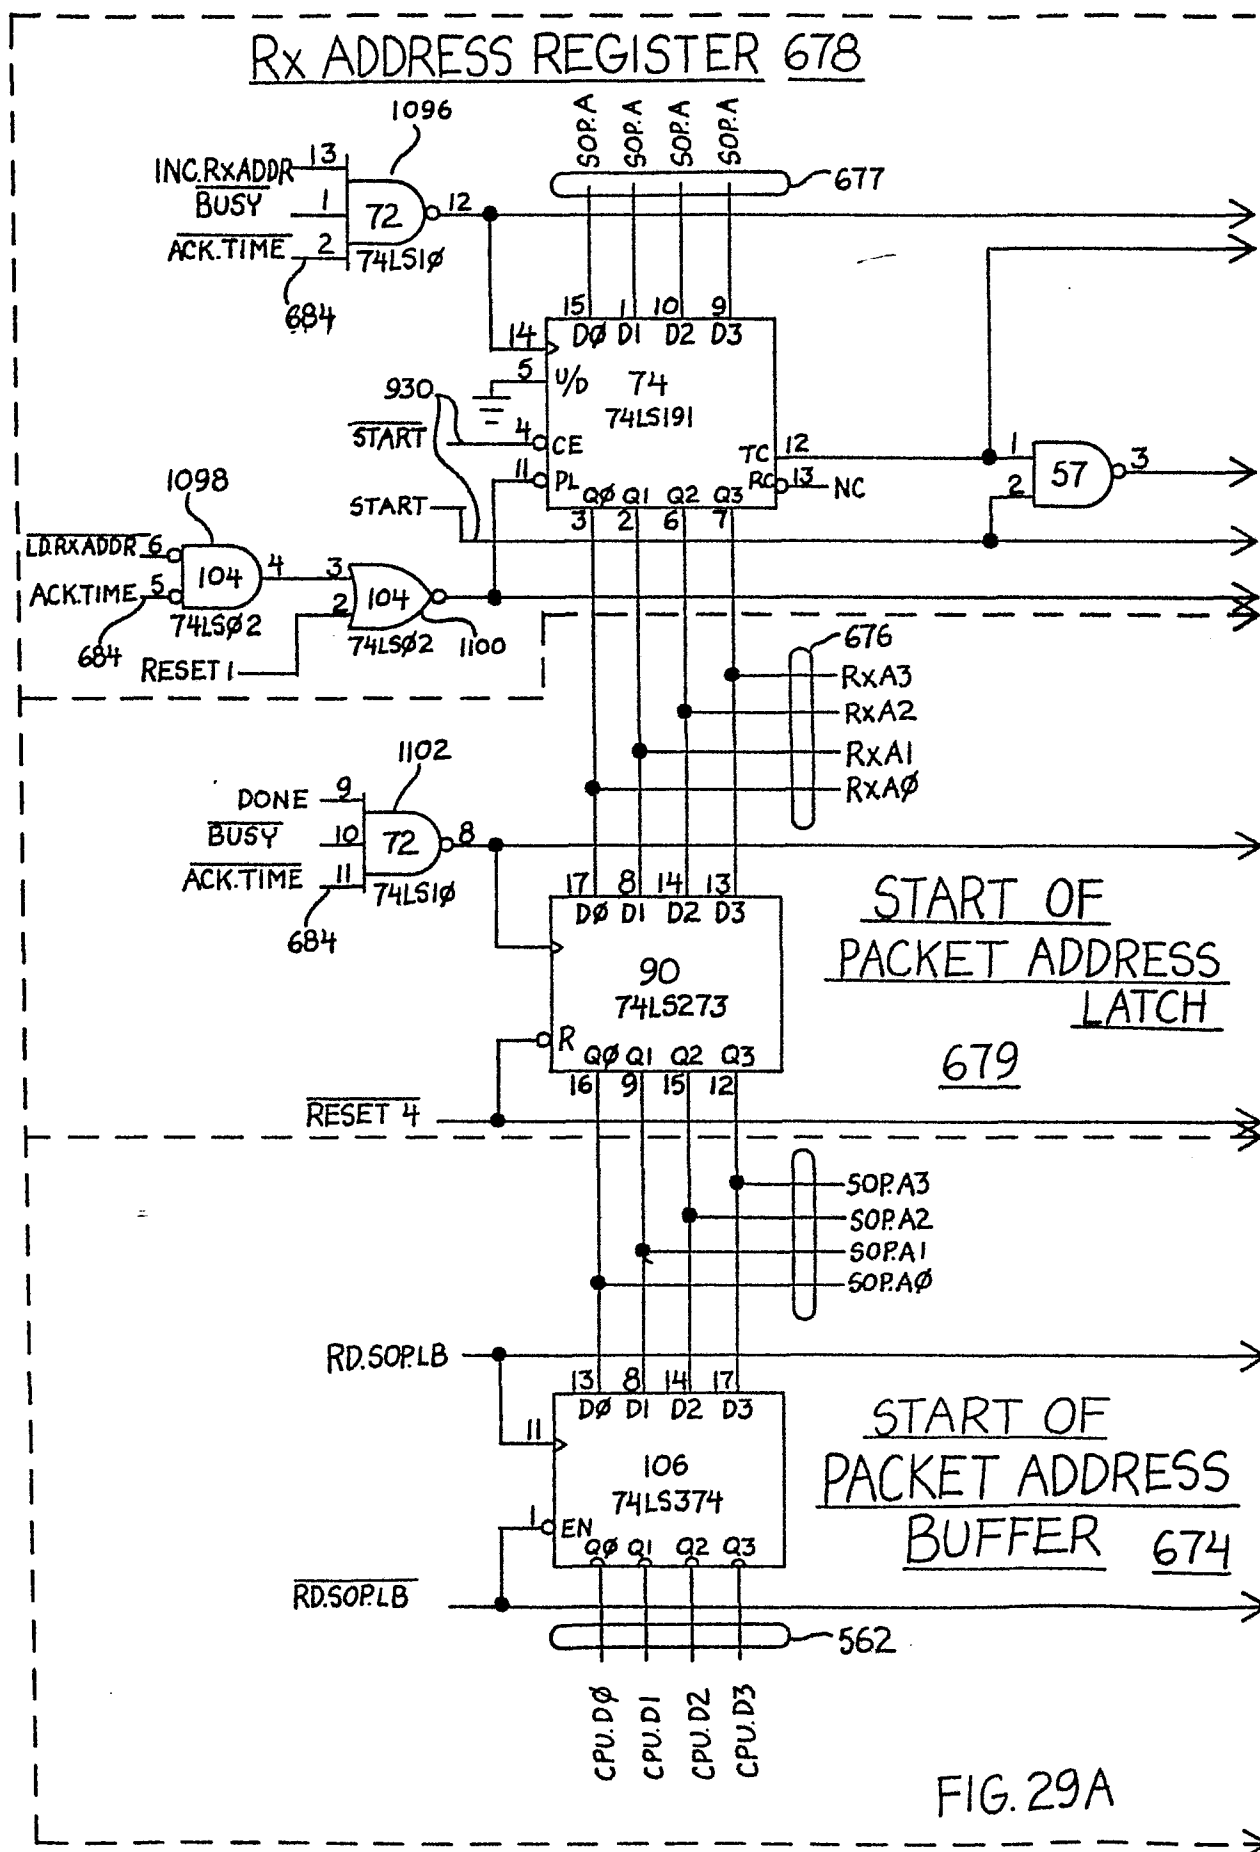 Rx ADDRESS REGISTER 678
1096
SOP.A
SOP.A
SOP.A
SOP.A
677
INC.RxADDR 13
BUSY 1
ACK.TIME 2
72
12
74LS1Ø
684
15 1 10 9
DØ D1 D2 D3
14
5 U/D
74
74LS191
930
START 4 CE
11 PL
TC 12
RC 13 NC
1
2
57
3
QØ Q1 Q2 Q3
3 2 6 7
START
1098
LD.RXADDR 6
ACK.TIME 5
104
4
74LSØ2
3
2
104
74LSØ2
1100
684
RESET 1
676
RxA3
RxA2
RxA1
RxAØ
1102
DONE 9
BUSY 10
ACK.TIME 11
72
8
74LS1Ø
684
17 8 14 13
DØ D1 D2 D3
90
74LS273
R
QØ Q1 Q2 Q3
16 9 15 12
START OF
PACKET ADDRESS
LATCH
679
RESET 4
SOP.A3
SOP.A2
SOP.A1
SOP.AØ
RD.SOP.LB
13 8 14 17
DØ D1 D2 D3
11
106
74LS374
1 EN
QØ Q1 Q2 Q3
START OF
PACKET ADDRESS
BUFFER 674
RD.SOP.LB
562
CPU.DØ
CPU.D1
CPU.D2
CPU.D3
FIG. 29A